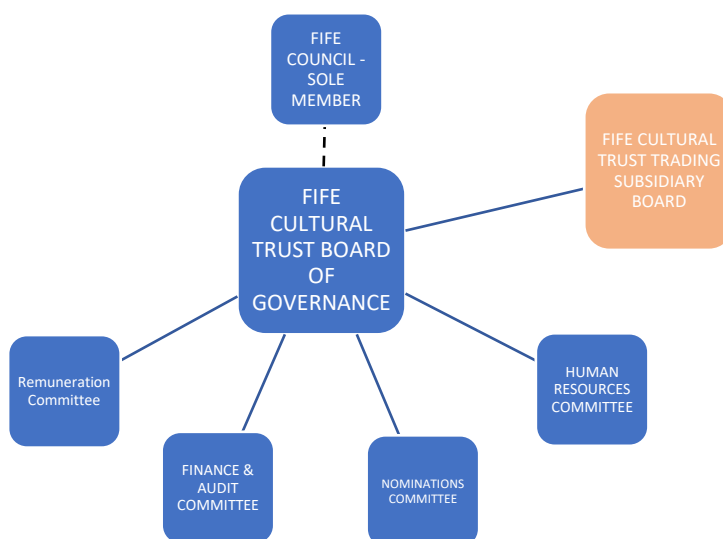 FIFE
COUNCIL -
SOLE
MEMBER
FIFE CULTURAL
TRUST TRADING
SUBSIDIARY
BOARD
FIFE
CULTURAL
TRUST BOARD
OF
GOVERNANCE
Remuneration
Committee
HUMAN
RESOURCES
COMMITTEE
FINANCE &
AUDIT
COMMITTEE
NOMINATIONS
COMMITTEE